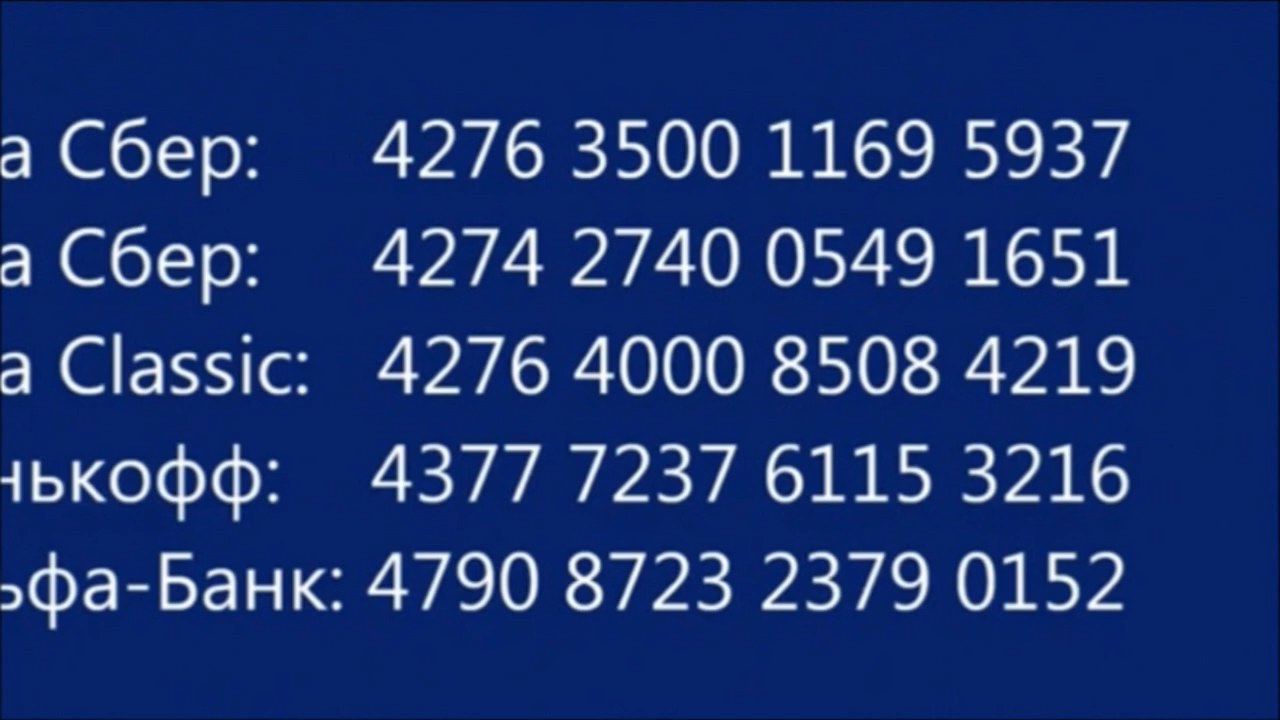 а Сбер: 4276 3500 1169 5937
а Сбер: 4274 2740 0549 1651
а Classic: 4276 4000 8508 4219
нькофф: 4377 7237 6115 3216
ьфа-Банк: 4790 8723 2379 0152